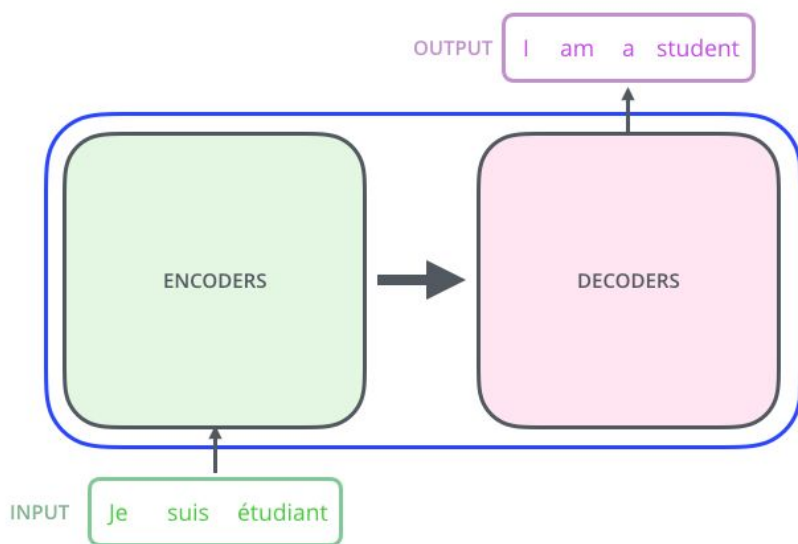 OUTPUT I am a student
ENCODERS DECODERS
INPUT Je suis étudiant